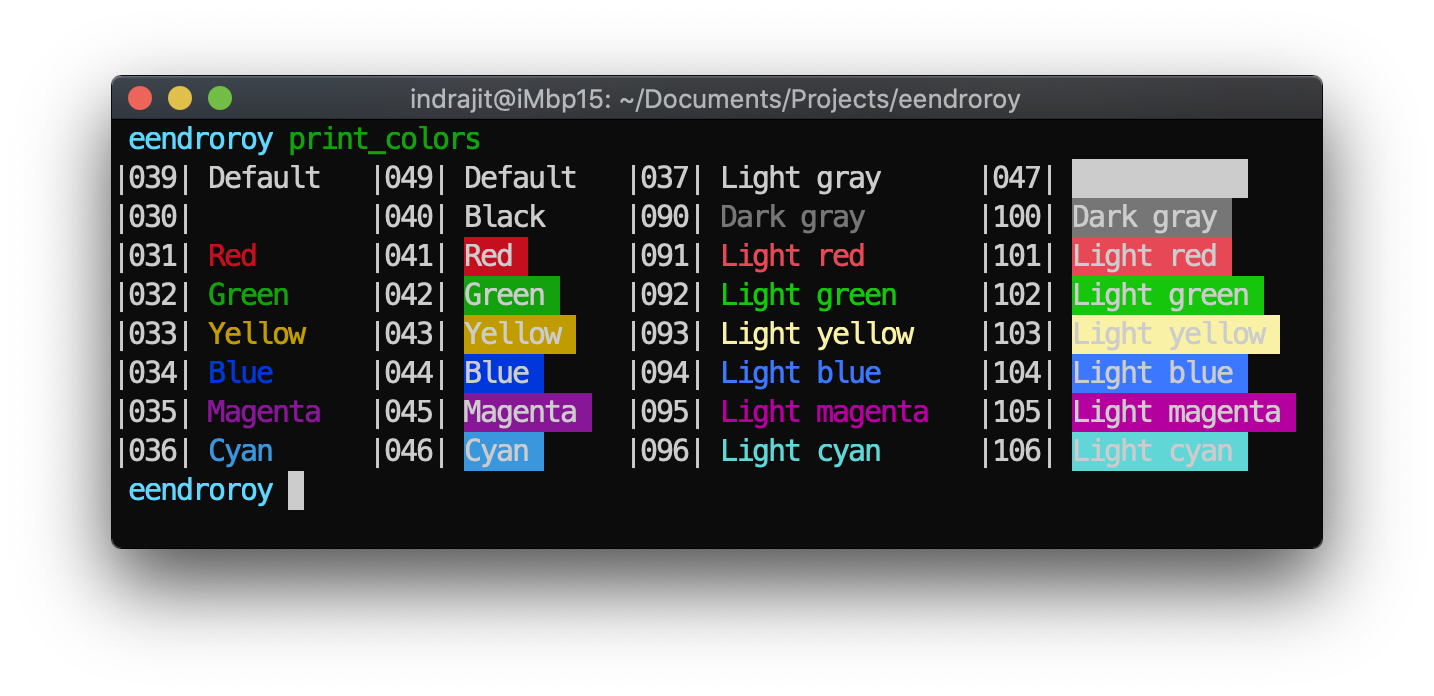 indrajit@iMbp15: ~/Documents/Projects/eendroroy
eendroroy print_colors
|039| Default |049| Default |037| Light gray |047|
|030| |040| Black |090| Dark gray |100| Dark gray
|031| Red |041| Red |091| Light red |101| Light red
|032| Green |042| Green |092| Light green |102| Light green
|033| Yellow |043| Yellow |093| Light yellow |103| Light yellow
|034| Blue |044| Blue |094| Light blue |104| Light blue
|035| Magenta |045| Magenta |095| Light magenta |105| Light magenta
|036| Cyan |046| Cyan |096| Light cyan |106| Light cyan
eendroroy